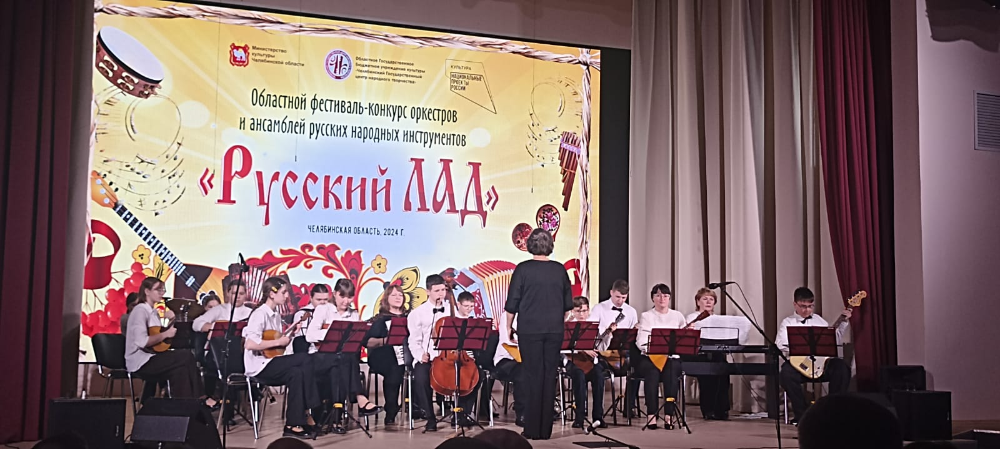 Министерство
культуры
Челябинской области
Областное Государственное
бюджетное учреждение культуры
«Челябинский Государственный
центр народного творчества»
КУЛЬТУРА
НАЦИОНАЛЬНЫЕ
ПРОЕКТЫ
РОССИИ
Областной фестиваль-конкурс оркестров
и ансамблей русских народных инструментов
«Русский ЛАД»
ЧЕЛЯБИНСКАЯ ОБЛАСТЬ, 2024 Г.